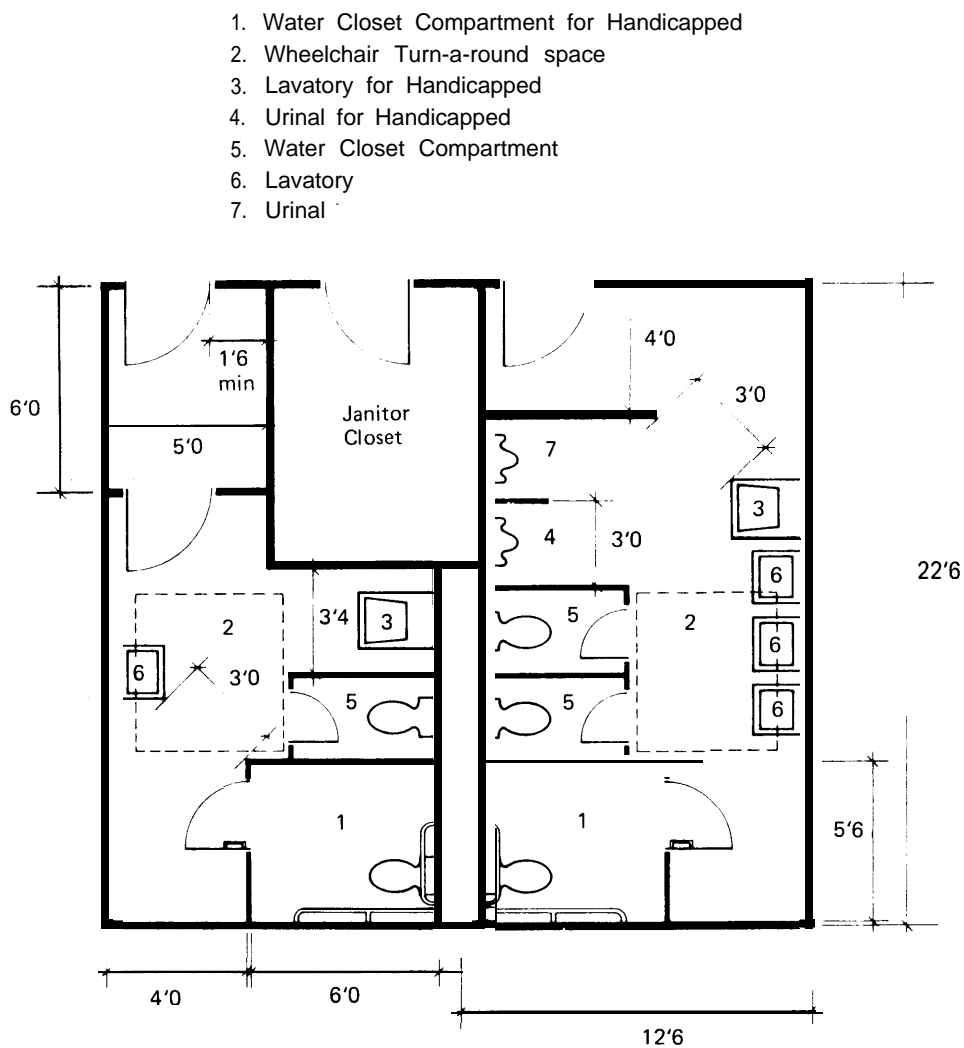 1. Water Closet Compartment for Handicapped
2. Wheelchair Turn-a-round space
3. Lavatory for Handicapped
4. Urinal for Handicapped
5. Water Closet Compartment
6. Lavatory
7. Urinal
4'0
1'6
min
3'0
6'0
Janitor
Closet
5'0
7
3
4
3'0
22'6
6
3'4
3
5
2
2
6
6
3'0
5
5
6
1
1
5'6
4'0
6'0
12'6